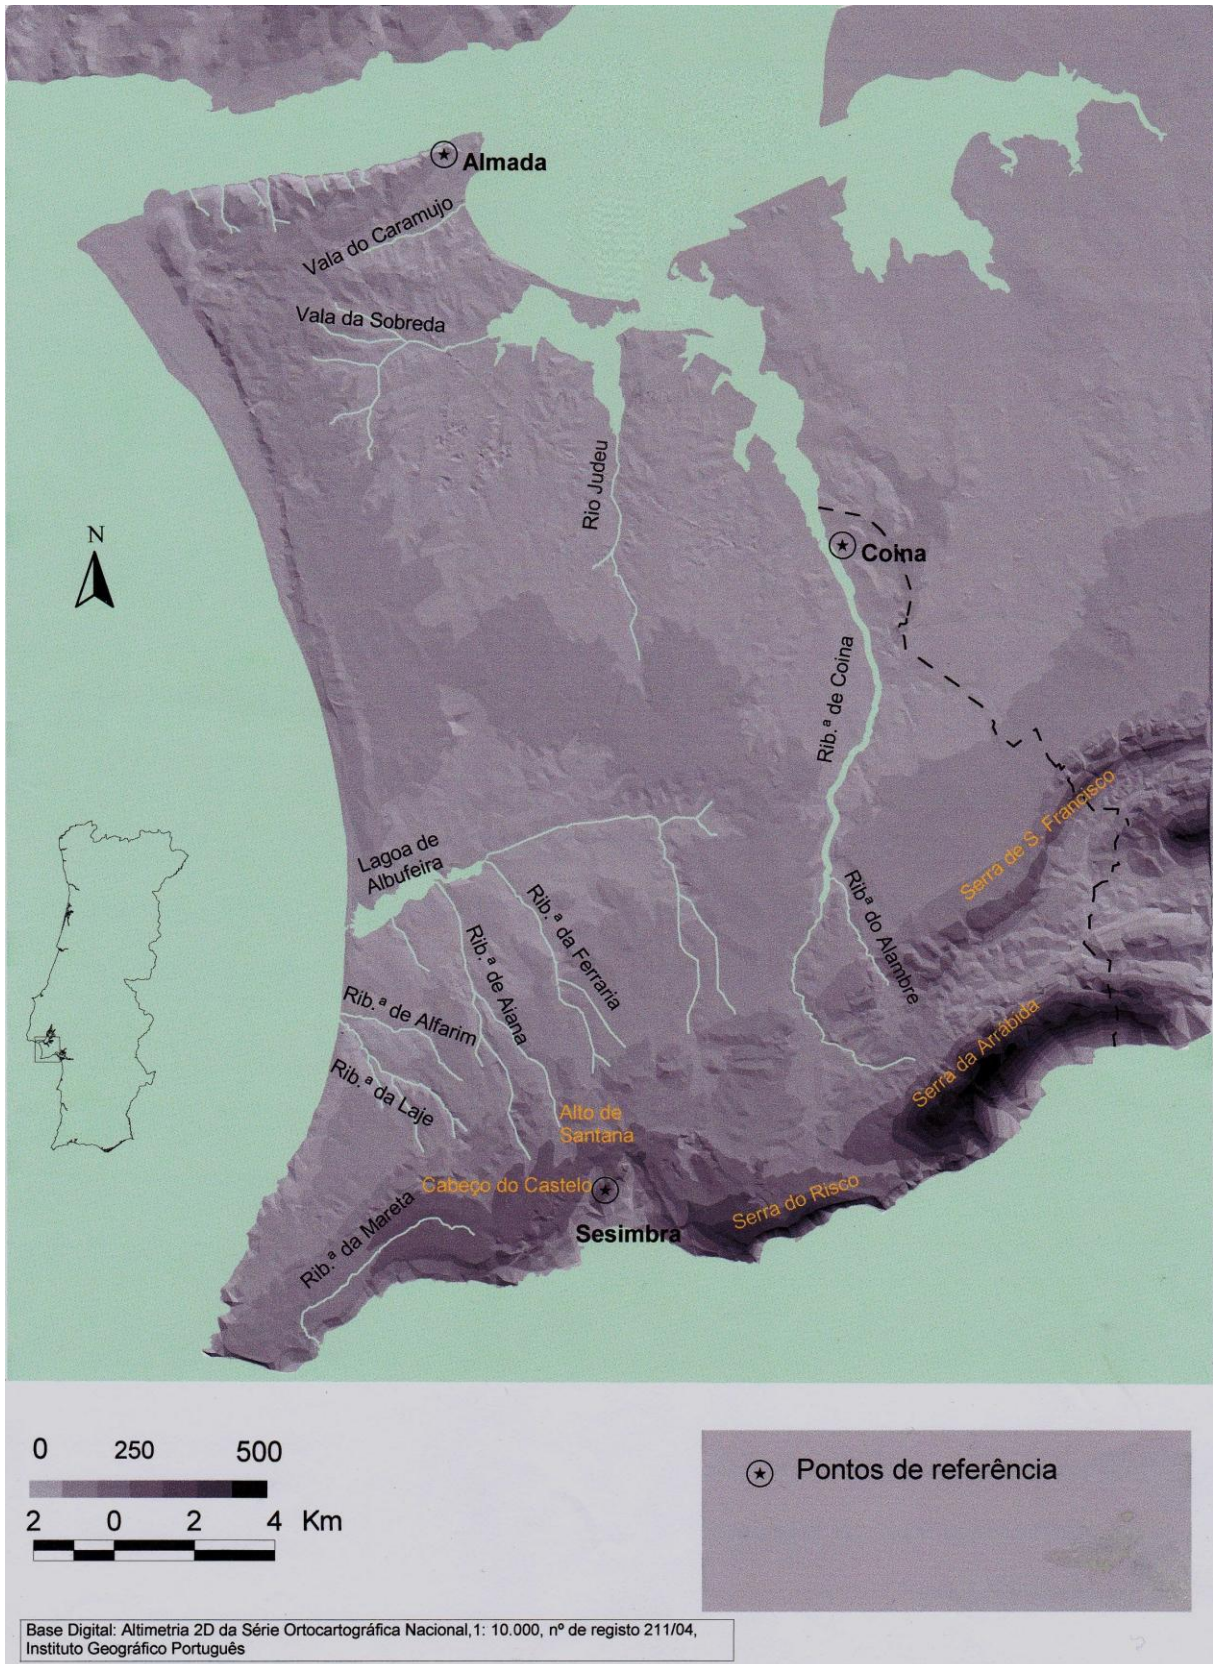 Almada
Vala do Caramujo
Vala da Sobreda
Rio Judeu
N
Coina
Rib.ª de Coina
Serra de S. Francisco
Lagoa de
Albufeira
Rib.ª da Ferraria
Ribª do Alambre
Rib.ª de Aiana
Rib.ª de Alfarim
Serra da Arrábida
Rib.ª da Laje
Alto de
Santana
Cabeço do Castelo
Serra do Risco
Rib.ª da Mareta
Sesimbra
0 250 500
2 0 2 4 Km
Pontos de referência
Base Digital: Altimetria 2D da Série Ortocartográfica Nacional,1: 10.000, nº de registo 211/04,
Instituto Geográfico Português